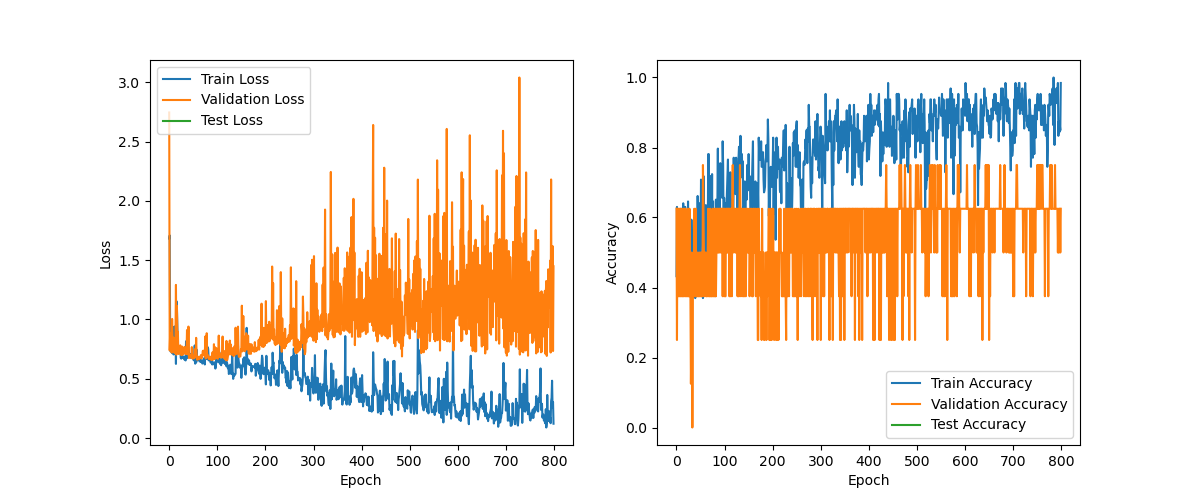 Train Loss
Validation Loss
Test Loss
3.0
2.5
2.0
1.5
1.0
0.5
0.0
Loss
0 100 200 300 400 500 600 700 800
Epoch
1.0
0.8
0.6
0.4
0.2
0.0
Accuracy
Train Accuracy
Validation Accuracy
Test Accuracy
0 100 200 300 400 500 600 700 800
Epoch